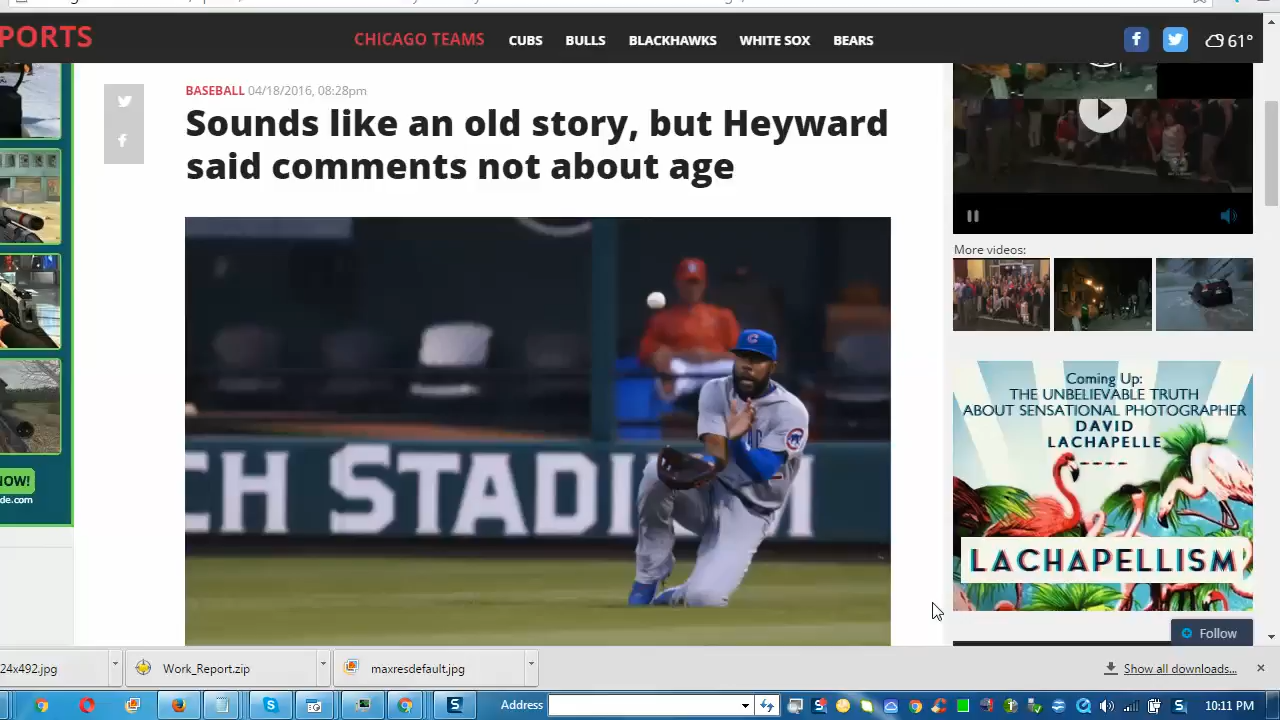 PORTS
CHICAGO TEAMS CUBS BULLS BLACKHAWKS WHITE SOX BEARS
61°
BASEBALL 04/18/2016, 08:28pm
Sounds like an old story, but Heyward
said comments not about age
CH STADIUM
More videos:
Coming Up:
THE UNBELIEVABLE TRUTH
ABOUT SENSATIONAL PHOTOGRAPHER
DAVID
LACHAPELLE
LACHAPELLISM
NOW!
de.com
Follow
24x492.jpg
Work_Report.zip
maxresdefault.jpg
Show all downloads...
Address
10:11 PM